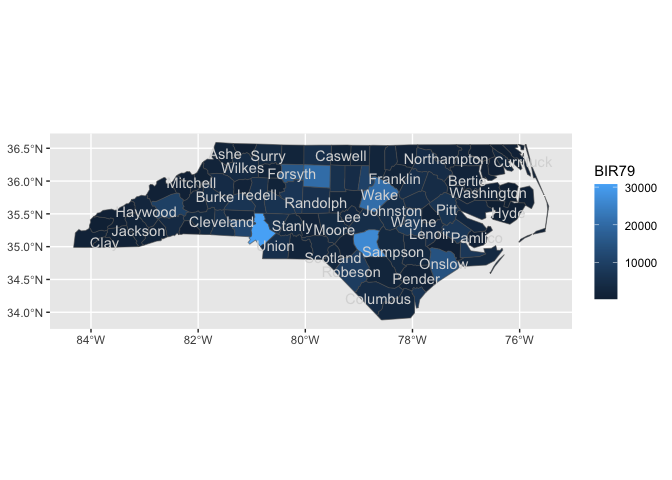 36.5°N
36.0°N
35.5°N
35.0°N
34.5°N
34.0°N
84°W
82°W
80°W
78°W
76°W
Ashe
Surry
Caswell
Northampton
Currituck
Wilkes
Forsyth
Franklin
Bertie
Mitchell
Burke
Iredell
Wake
Washington
Haywood
Randolph
Johnston
Pitt
Hyde
Jackson
Cleveland
Stanly
Moore
Lee
Wayne
Clay
Union
Lenoir
Pamlico
Scotland
Sampson
Robeson
Onslow
Pender
Columbus
BIR79
30000
20000
10000